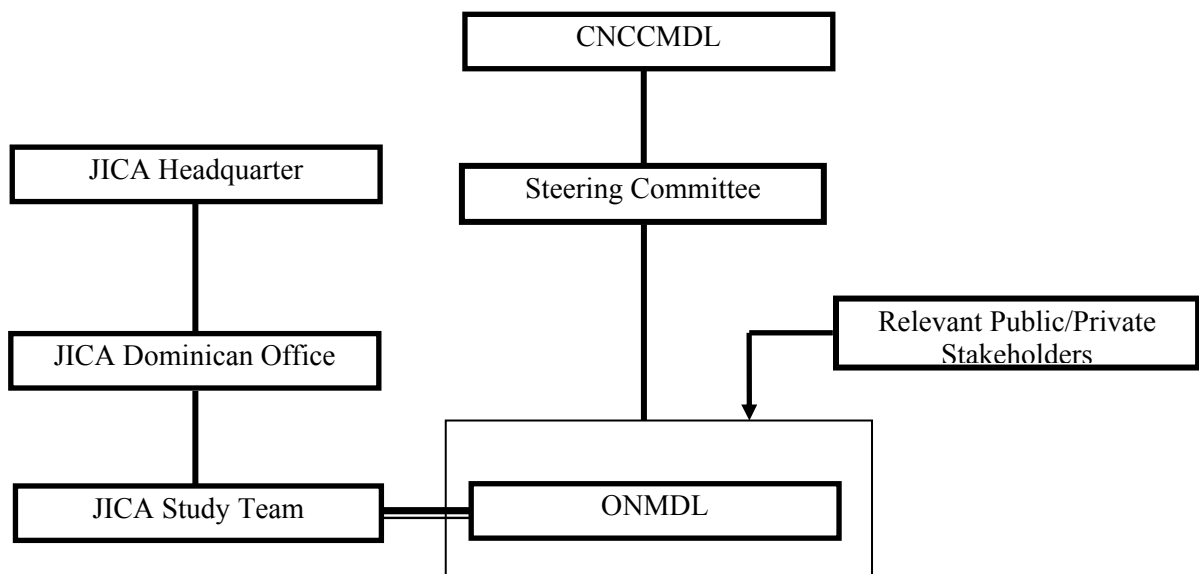 CNCCMDL
JICA Headquarter
Steering Committee
Relevant Public/Private
Stakeholders
JICA Dominican Office
JICA Study Team
ONMDL